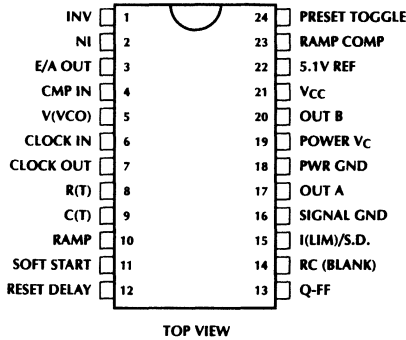 INV 1 24 PRESET TOGGLE
NI 2 23 RAMP COMP
E/A OUT 3 22 5.1V REF
CMP IN 4 21 VCC
V(VCO) 5 20 OUT B
CLOCK IN 6 19 POWER VC
CLOCK OUT 7 18 PWR GND
R(T) 8 17 OUT A
C(T) 9 16 SIGNAL GND
RAMP 10 15 I(LIM)/S.D.
SOFT START 11 14 RC (BLANK)
RESET DELAY 12 13 Q-FF
TOP VIEW